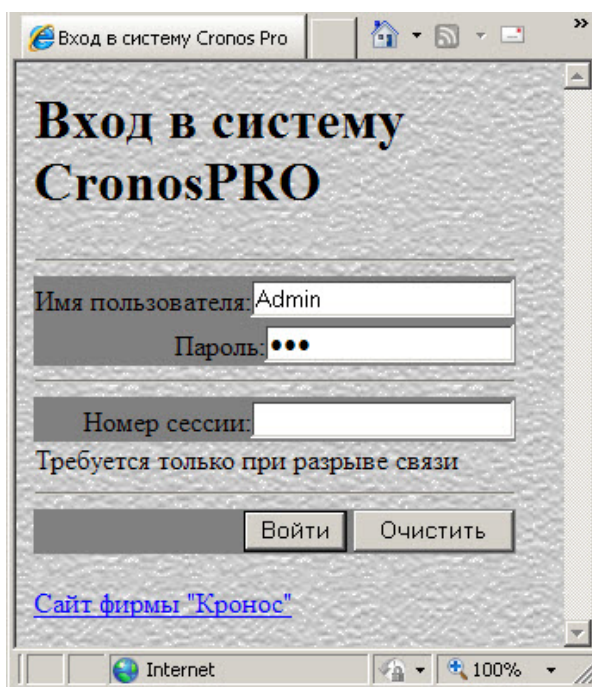 Вход в систему Cronos Pro
»
Вход в систему
CronosPRO
Имя пользователя: Admin
Пароль: •••
Номер сессии:
Требуется только при разрыве связи
Войти Очистить
Сайт фирмы "Кронос"
Internet 100%